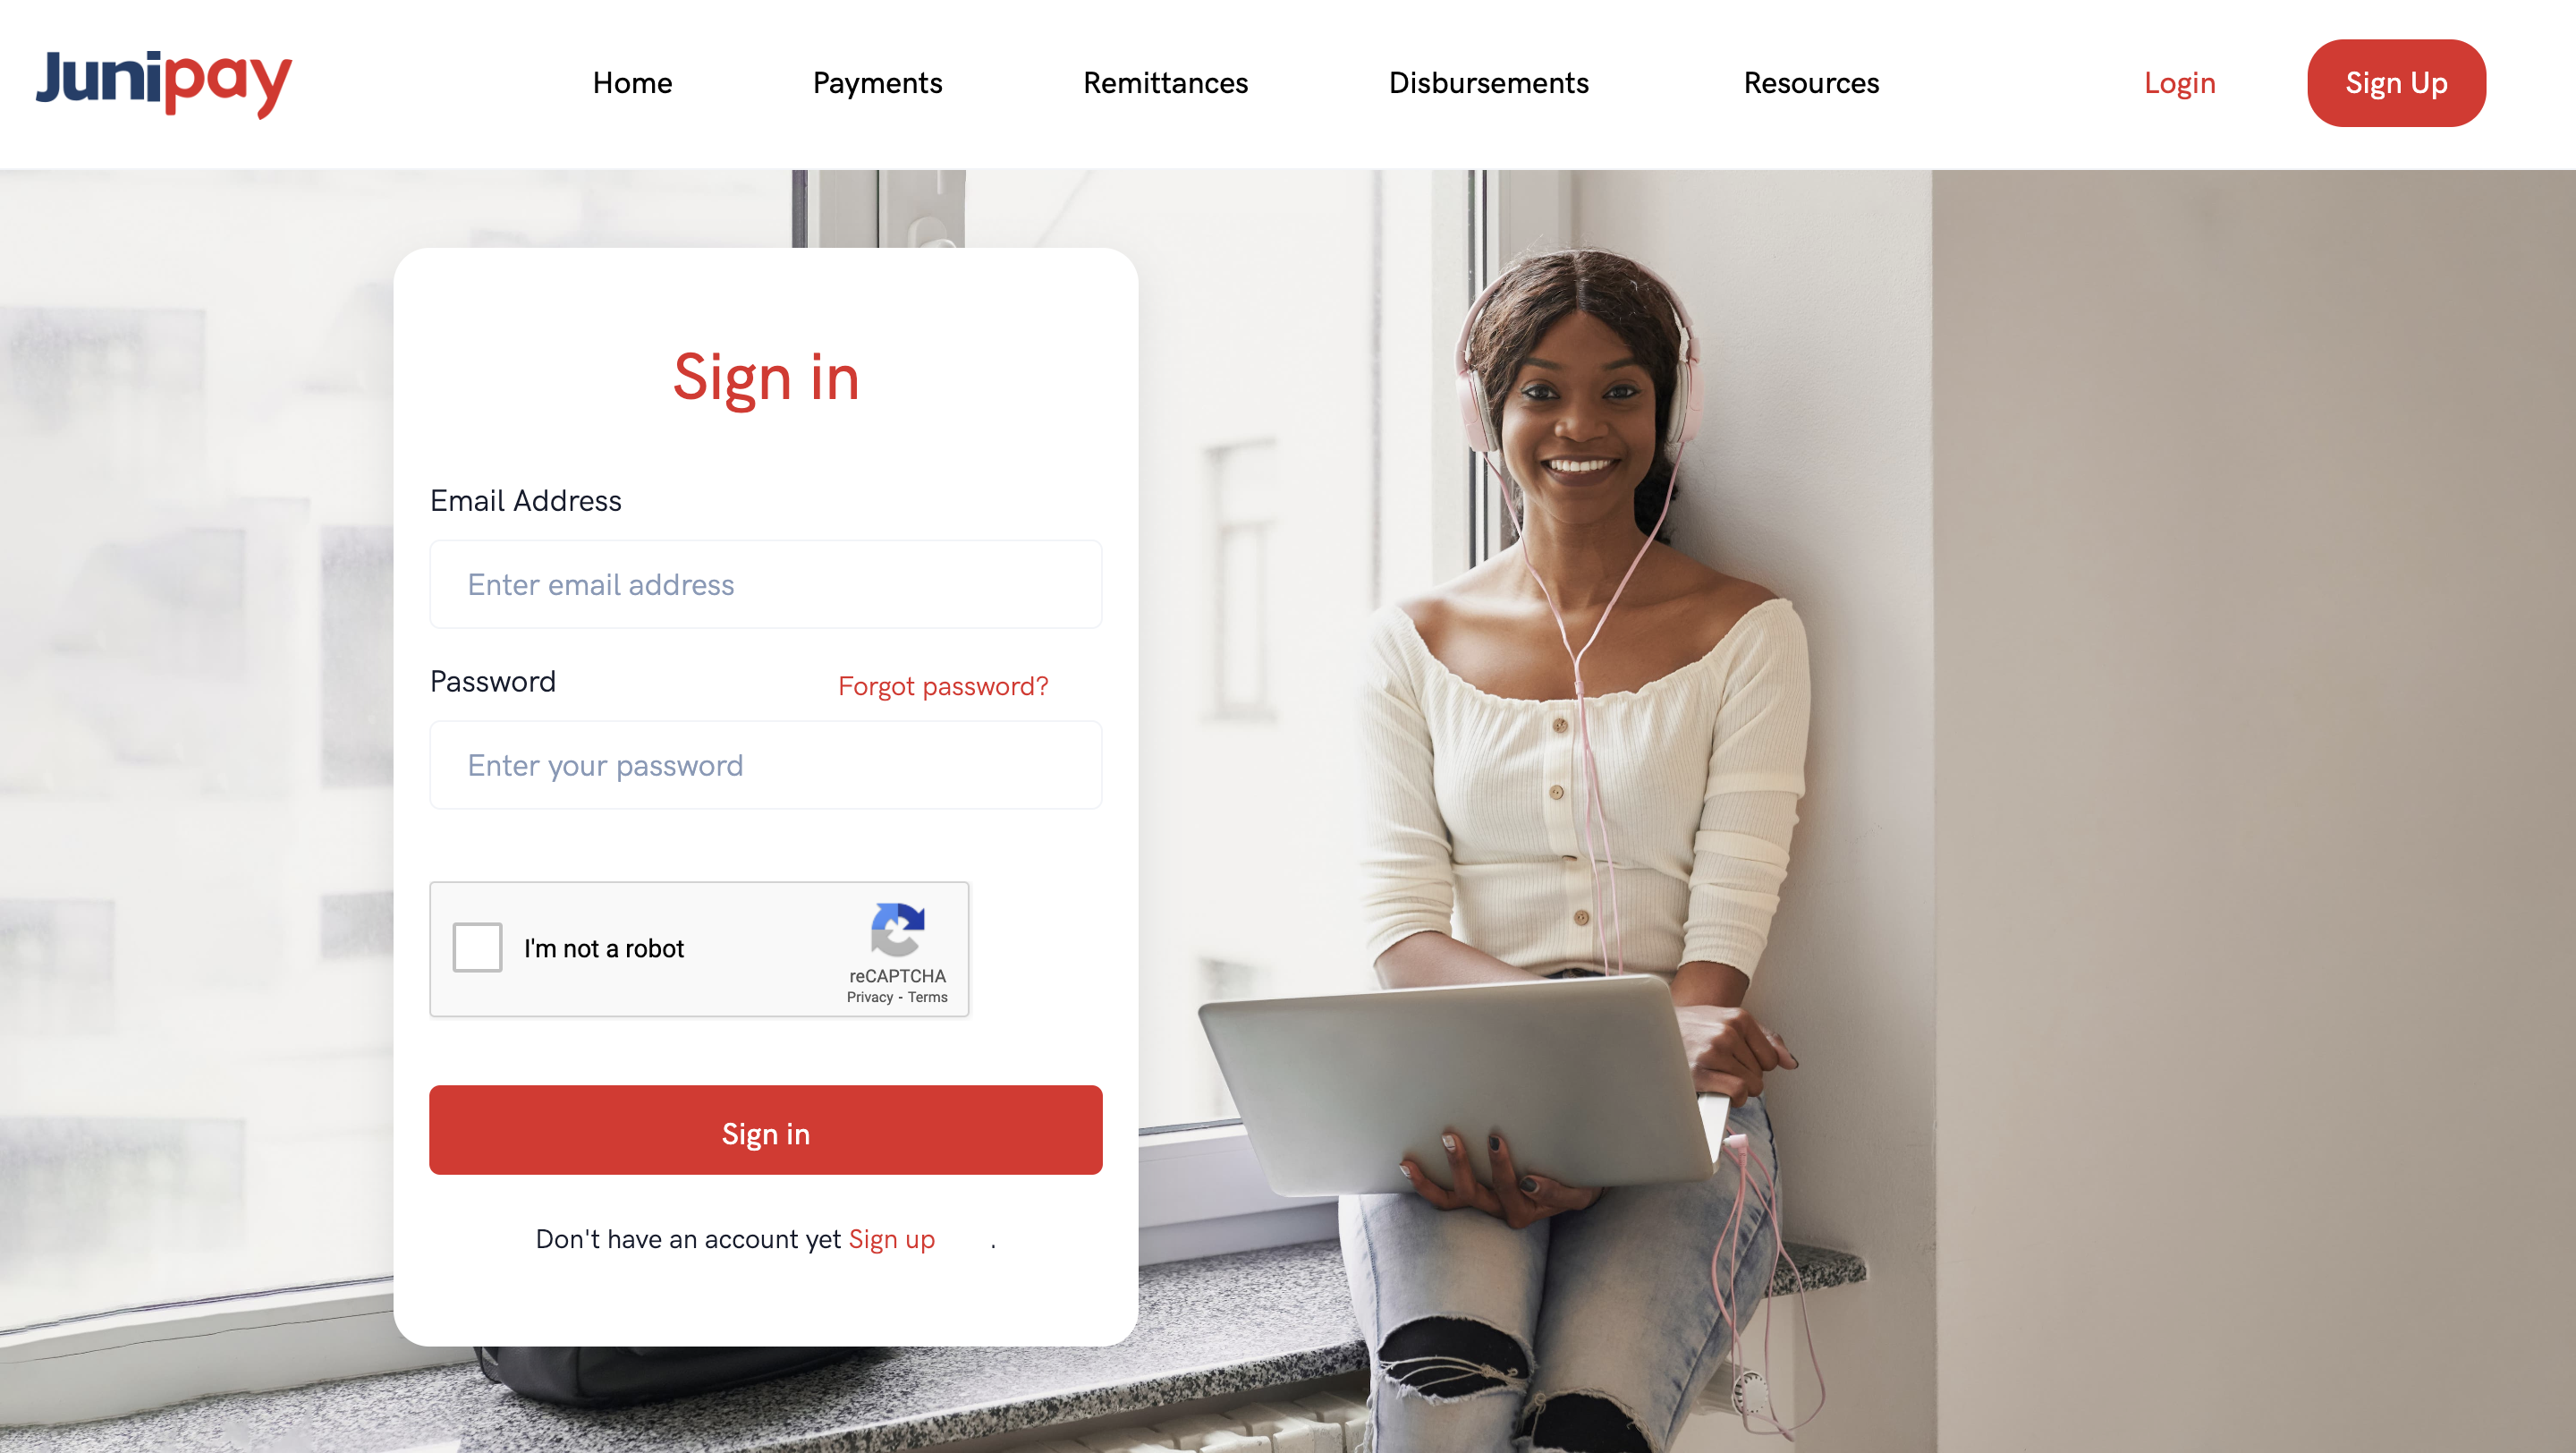 Junipay
Home
Payments
Remittances
Disbursements
Resources
Login
Sign Up
Sign in
Email Address
Enter email address
Password
Forgot password?
Enter your password
I'm not a robot
reCAPTCHA
Privacy - Terms
Sign in
Don't have an account yet Sign up .